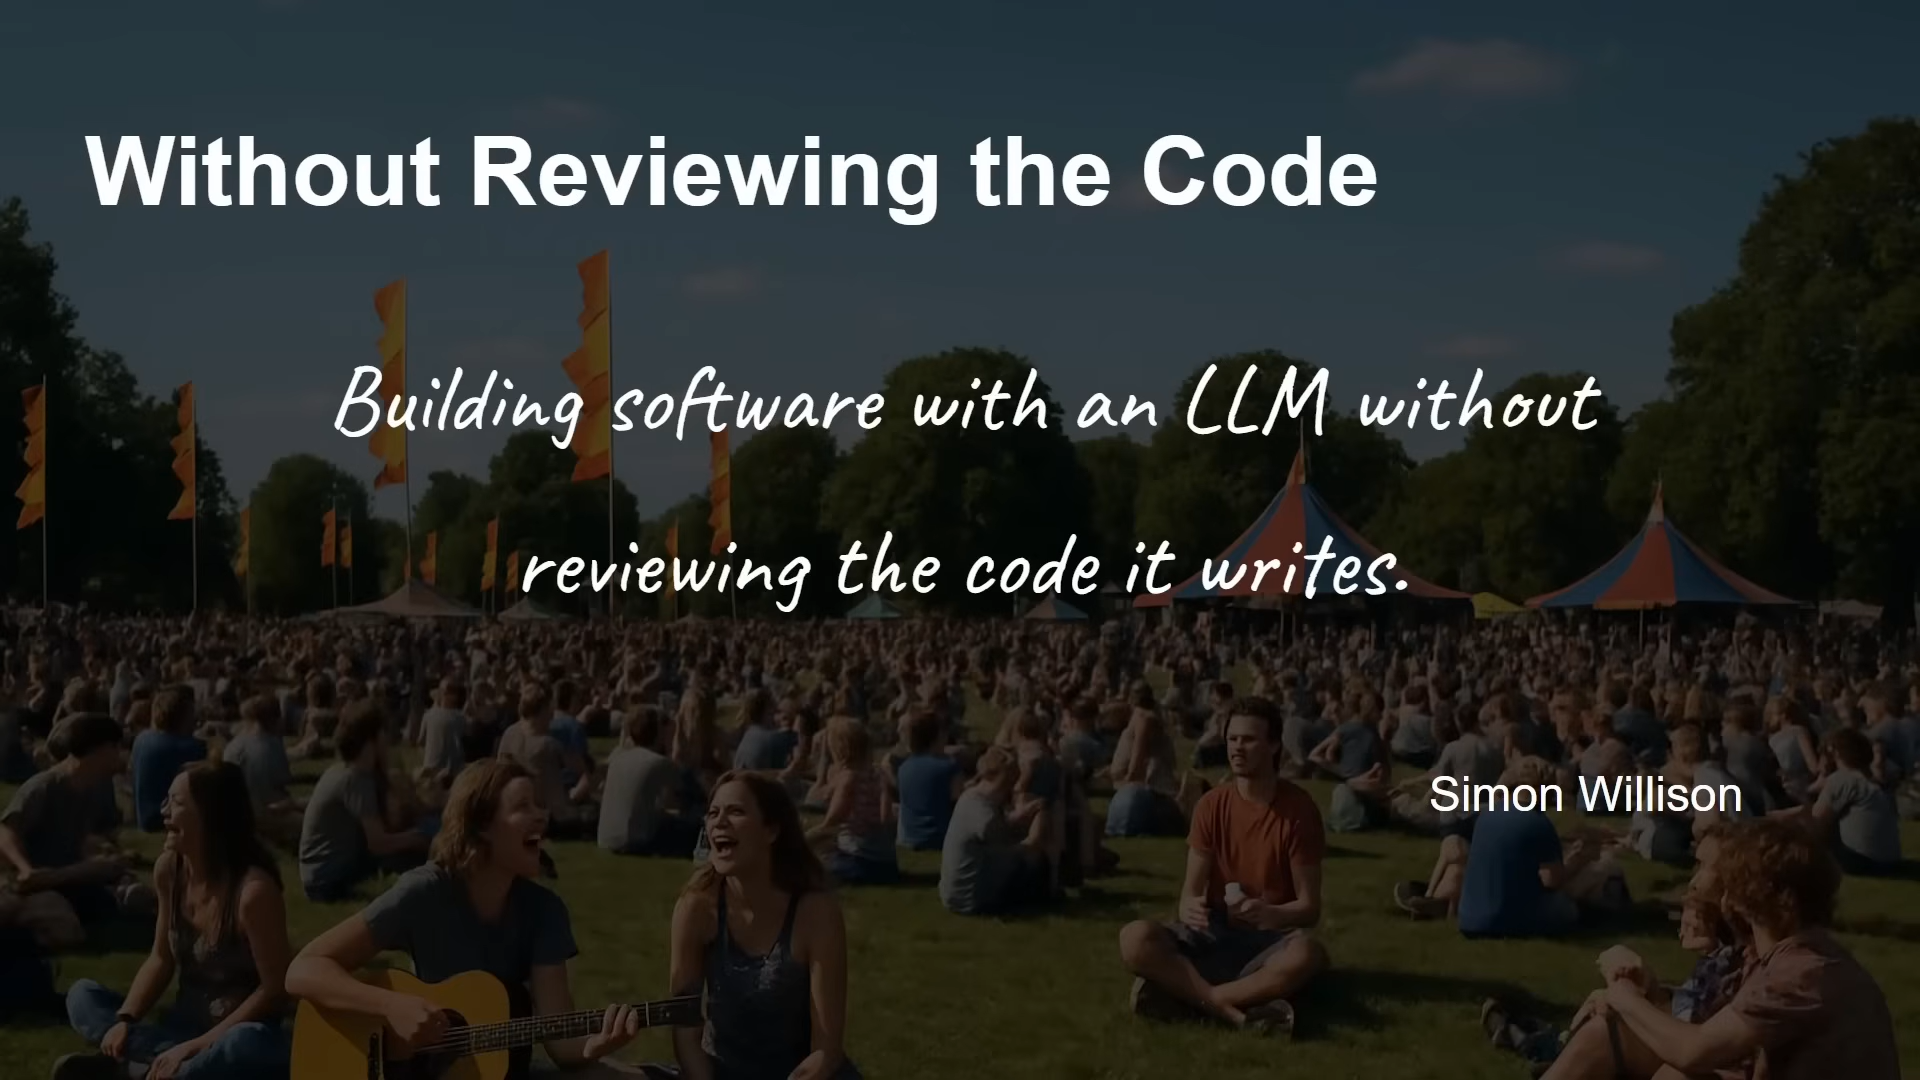 Without Reviewing the Code
Building software with an LLM without
reviewing the code it writes.
Simon Willison